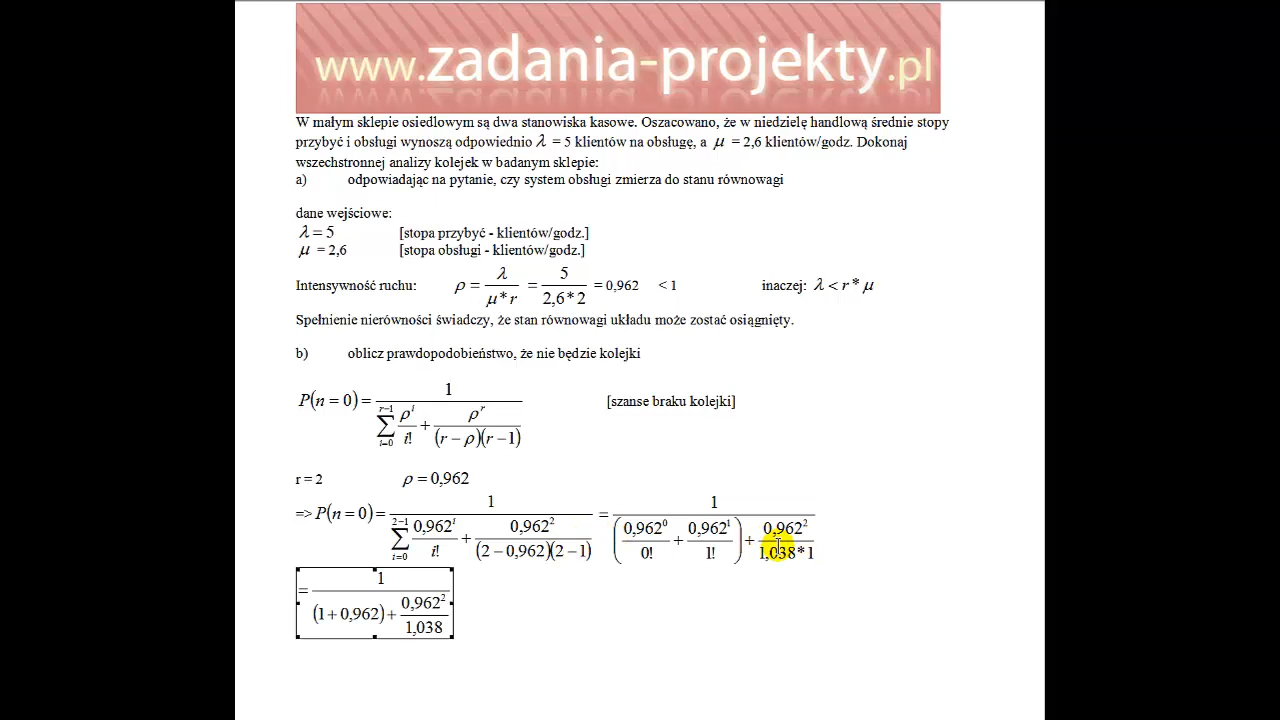 www.zadania-projekty.pl
W małym sklepie osiedlowym są dwa stanowiska kasowe. Oszacowano, że w niedzielę handlową średnie stopy
przybyć i obsługi wynoszą odpowiednio λ = 5 klientów na obsługę, a μ = 2,6 klientów/godz. Dokonaj
wszechstronnej analizy kolejek w badanym sklepie:
a) odpowiadając na pytanie, czy system obsługi zmierza do stanu równowagi
dane wejściowe:
λ = 5 [stopa przybyć - klientów/godz.]
μ = 2,6 [stopa obsługi - klientów/godz.]
Intensywność ruchu: ρ = λ / (μ * r) = 5 / (2,6 * 2) = 0,962 < 1 inaczej: λ < r * μ
Spełnienie nierówności świadczy, że stan równowagi układu może zostać osiągnięty.
b) oblicz prawdopodobieństwo, że nie będzie kolejki
P(n = 0) = 1 / (∑_{i=0}^{r−1} ρ^i / i! + ρ^r / ((r − ρ)(r − 1))) [szanse braku kolejki]
r = 2 ρ = 0,962
=> P(n = 0) = 1 / (∑_{i=0}^{2−1} 0,962^i / i! + 0,962² / ((2 − 0,962)(2 − 1))) = 1 / ((0,962⁰ / 0! + 0,962¹ / 1!) + 0,962² / (1,038 * 1))
= 1 / ((1 + 0,962) + 0,962² / 1,038)